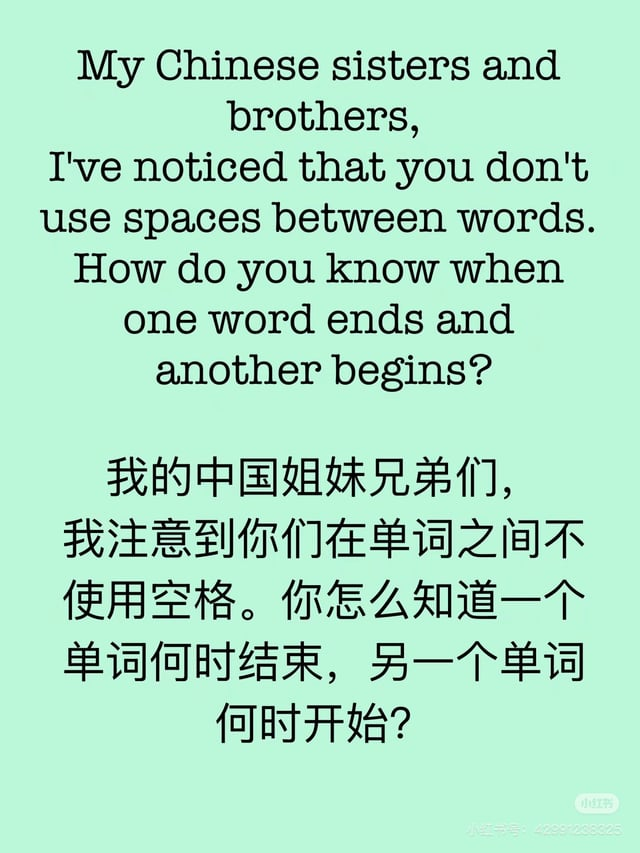 My Chinese sisters and
brothers,
I've noticed that you don't
use spaces between words.
How do you know when
one word ends and
another begins?
我的中国姐妹兄弟们，
我注意到你们在单词之间不
使用空格。你怎么知道一个
单词何时结束，另一个单词
何时开始？
小红书
小红书号：42991238325